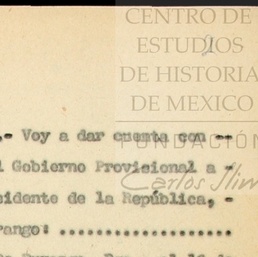 CENTRO DE
ESTUDIOS
DE HISTORIA
DE MEXICO
FUNDACIÓN
Carlos Slim
.- Voy a dar cuenta con --
l Gobierno Provisional a -
sidente de la República, -
rango: .....................